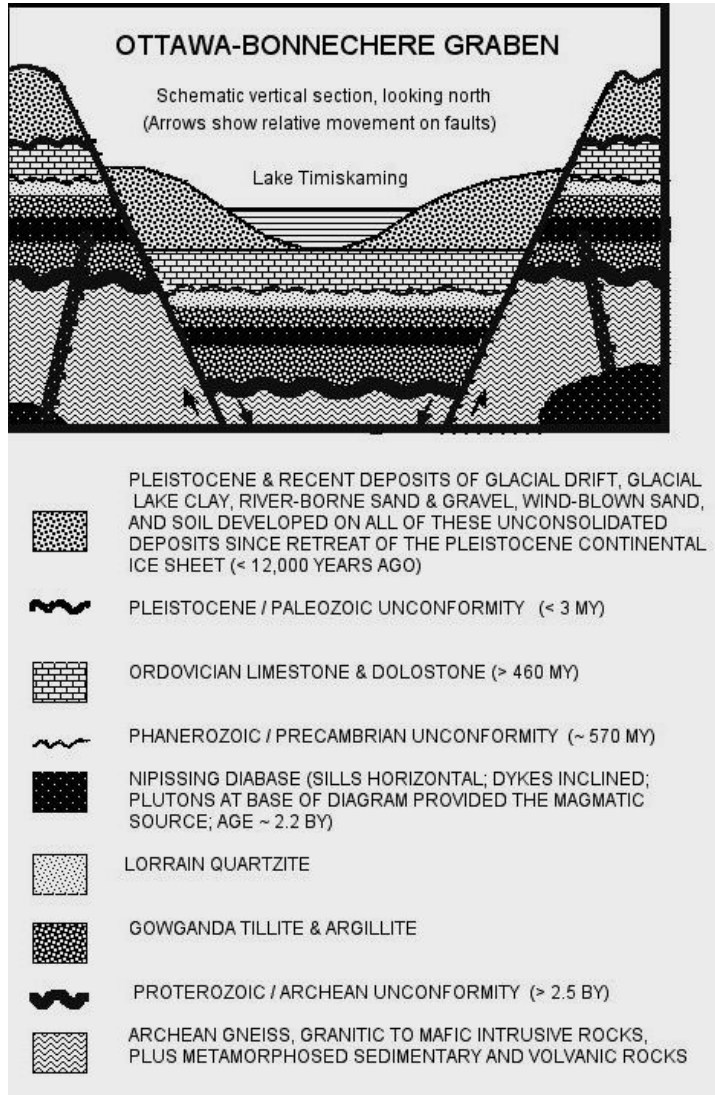 OTTAWA-BONNECHERE GRABEN
Schematic vertical section, looking north
(Arrows show relative movement on faults)
Lake Timiskaming
PLEISTOCENE & RECENT DEPOSITS OF GLACIAL DRIFT, GLACIAL
LAKE CLAY, RIVER-BORNE SAND & GRAVEL, WIND-BLOWN SAND,
AND SOIL DEVELOPED ON ALL OF THESE UNCONSOLIDATED
DEPOSITS SINCE RETREAT OF THE PLEISTOCENE CONTINENTAL
ICE SHEET (< 12,000 YEARS AGO)
PLEISTOCENE / PALEOZOIC UNCONFORMITY (< 3 MY)
ORDOVICIAN LIMESTONE & DOLOSTONE (> 460 MY)
PHANEROZOIC / PRECAMBRIAN UNCONFORMITY (~ 570 MY)
NIPISSING DIABASE (SILLS HORIZONTAL; DYKES INCLINED;
PLUTONS AT BASE OF DIAGRAM PROVIDED THE MAGMATIC
SOURCE; AGE ~ 2.2 BY)
LORRAIN QUARTZITE
GOWGANDA TILLITE & ARGILLITE
PROTEROZOIC / ARCHEAN UNCONFORMITY (> 2.5 BY)
ARCHEAN GNEISS, GRANITIC TO MAFIC INTRUSIVE ROCKS,
PLUS METAMORPHOSED SEDIMENTARY AND VOLCANIC ROCKS